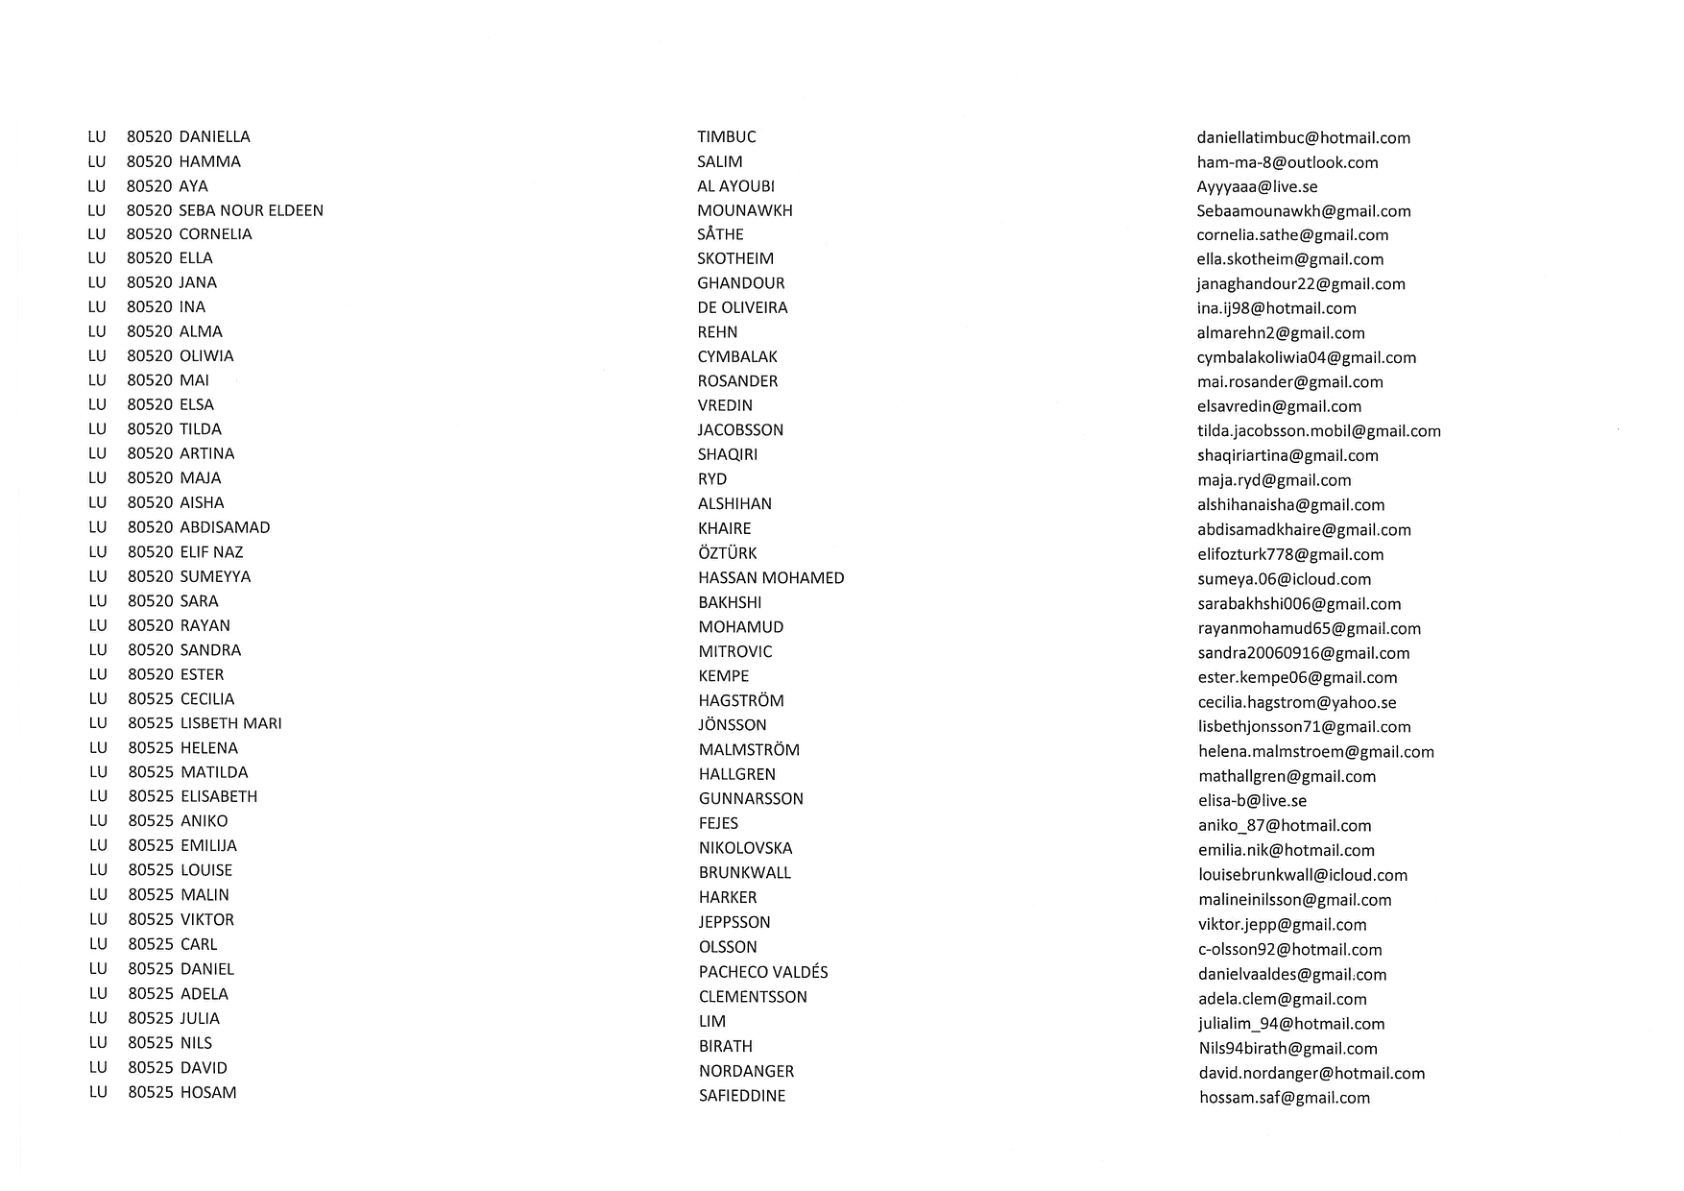 LU 80520 DANIELLA TIMBUC daniellatimbuc@hotmail.com
LU 80520 HAMMA SALIM ham-ma-8@outlook.com
LU 80520 AYA AL AYOUBI Ayyyaaa@live.se
LU 80520 SEBA NOUR ELDEEN MOUNAWKH Sebaamounawkh@gmail.com
LU 80520 CORNELIA SÅTHE cornelia.sathe@gmail.com
LU 80520 ELLA SKOTHEIM ella.skotheim@gmail.com
LU 80520 JANA GHANDOUR janaghandour22@gmail.com
LU 80520 INA DE OLIVEIRA ina.ij98@hotmail.com
LU 80520 ALMA REHN almarehn2@gmail.com
LU 80520 OLIWIA CYMBALAK cymbalakoliwia04@gmail.com
LU 80520 MAI ROSANDER mai.rosander@gmail.com
LU 80520 ELSA VREDIN elsavredin@gmail.com
LU 80520 TILDA JACOBSSON tilda.jacobsson.mobil@gmail.com
LU 80520 ARTINA SHAQIRI shaqiriartina@gmail.com
LU 80520 MAJA RYD maja.ryd@gmail.com
LU 80520 AISHA ALSHIHAN alshihanaisha@gmail.com
LU 80520 ABDISAMAD KHAIRE abdisamadkhaire@gmail.com
LU 80520 ELIF NAZ ÖZTÜRK elifozturk778@gmail.com
LU 80520 SUMEYYA HASSAN MOHAMED sumeya.06@icloud.com
LU 80520 SARA BAKHSHI sarabakhshi006@gmail.com
LU 80520 RAYAN MOHAMUD rayanmohamud65@gmail.com
LU 80520 SANDRA MITROVIC sandra20060916@gmail.com
LU 80520 ESTER KEMPE ester.kempe06@gmail.com
LU 80525 CECILIA HAGSTRÖM cecilia.hagstrom@yahoo.se
LU 80525 LISBETH MARI JÖNSSON lisbethjonsson71@gmail.com
LU 80525 HELENA MALMSTRÖM helena.malmstroem@gmail.com
LU 80525 MATILDA HALLGREN mathallgren@gmail.com
LU 80525 ELISABETH GUNNARSSON elisa-b@live.se
LU 80525 ANIKO FEJES aniko_87@hotmail.com
LU 80525 EMILIJA NIKOLOVSKA emilia.nik@hotmail.com
LU 80525 LOUISE BRUNKWALL louisebrunkwall@icloud.com
LU 80525 MALIN HARKER malineinilsson@gmail.com
LU 80525 VIKTOR JEPPSSON viktor.jepp@gmail.com
LU 80525 CARL OLSSON c-olsson92@hotmail.com
LU 80525 DANIEL PACHECO VALDÉS danielvaaldes@gmail.com
LU 80525 ADELA CLEMENTSSON adela.clem@gmail.com
LU 80525 JULIA LIM julialim_94@hotmail.com
LU 80525 NILS BIRATH Nils94birath@gmail.com
LU 80525 DAVID NORDANGER david.nordanger@hotmail.com
LU 80525 HOSAM SAFIEDDINE hossam.saf@gmail.com